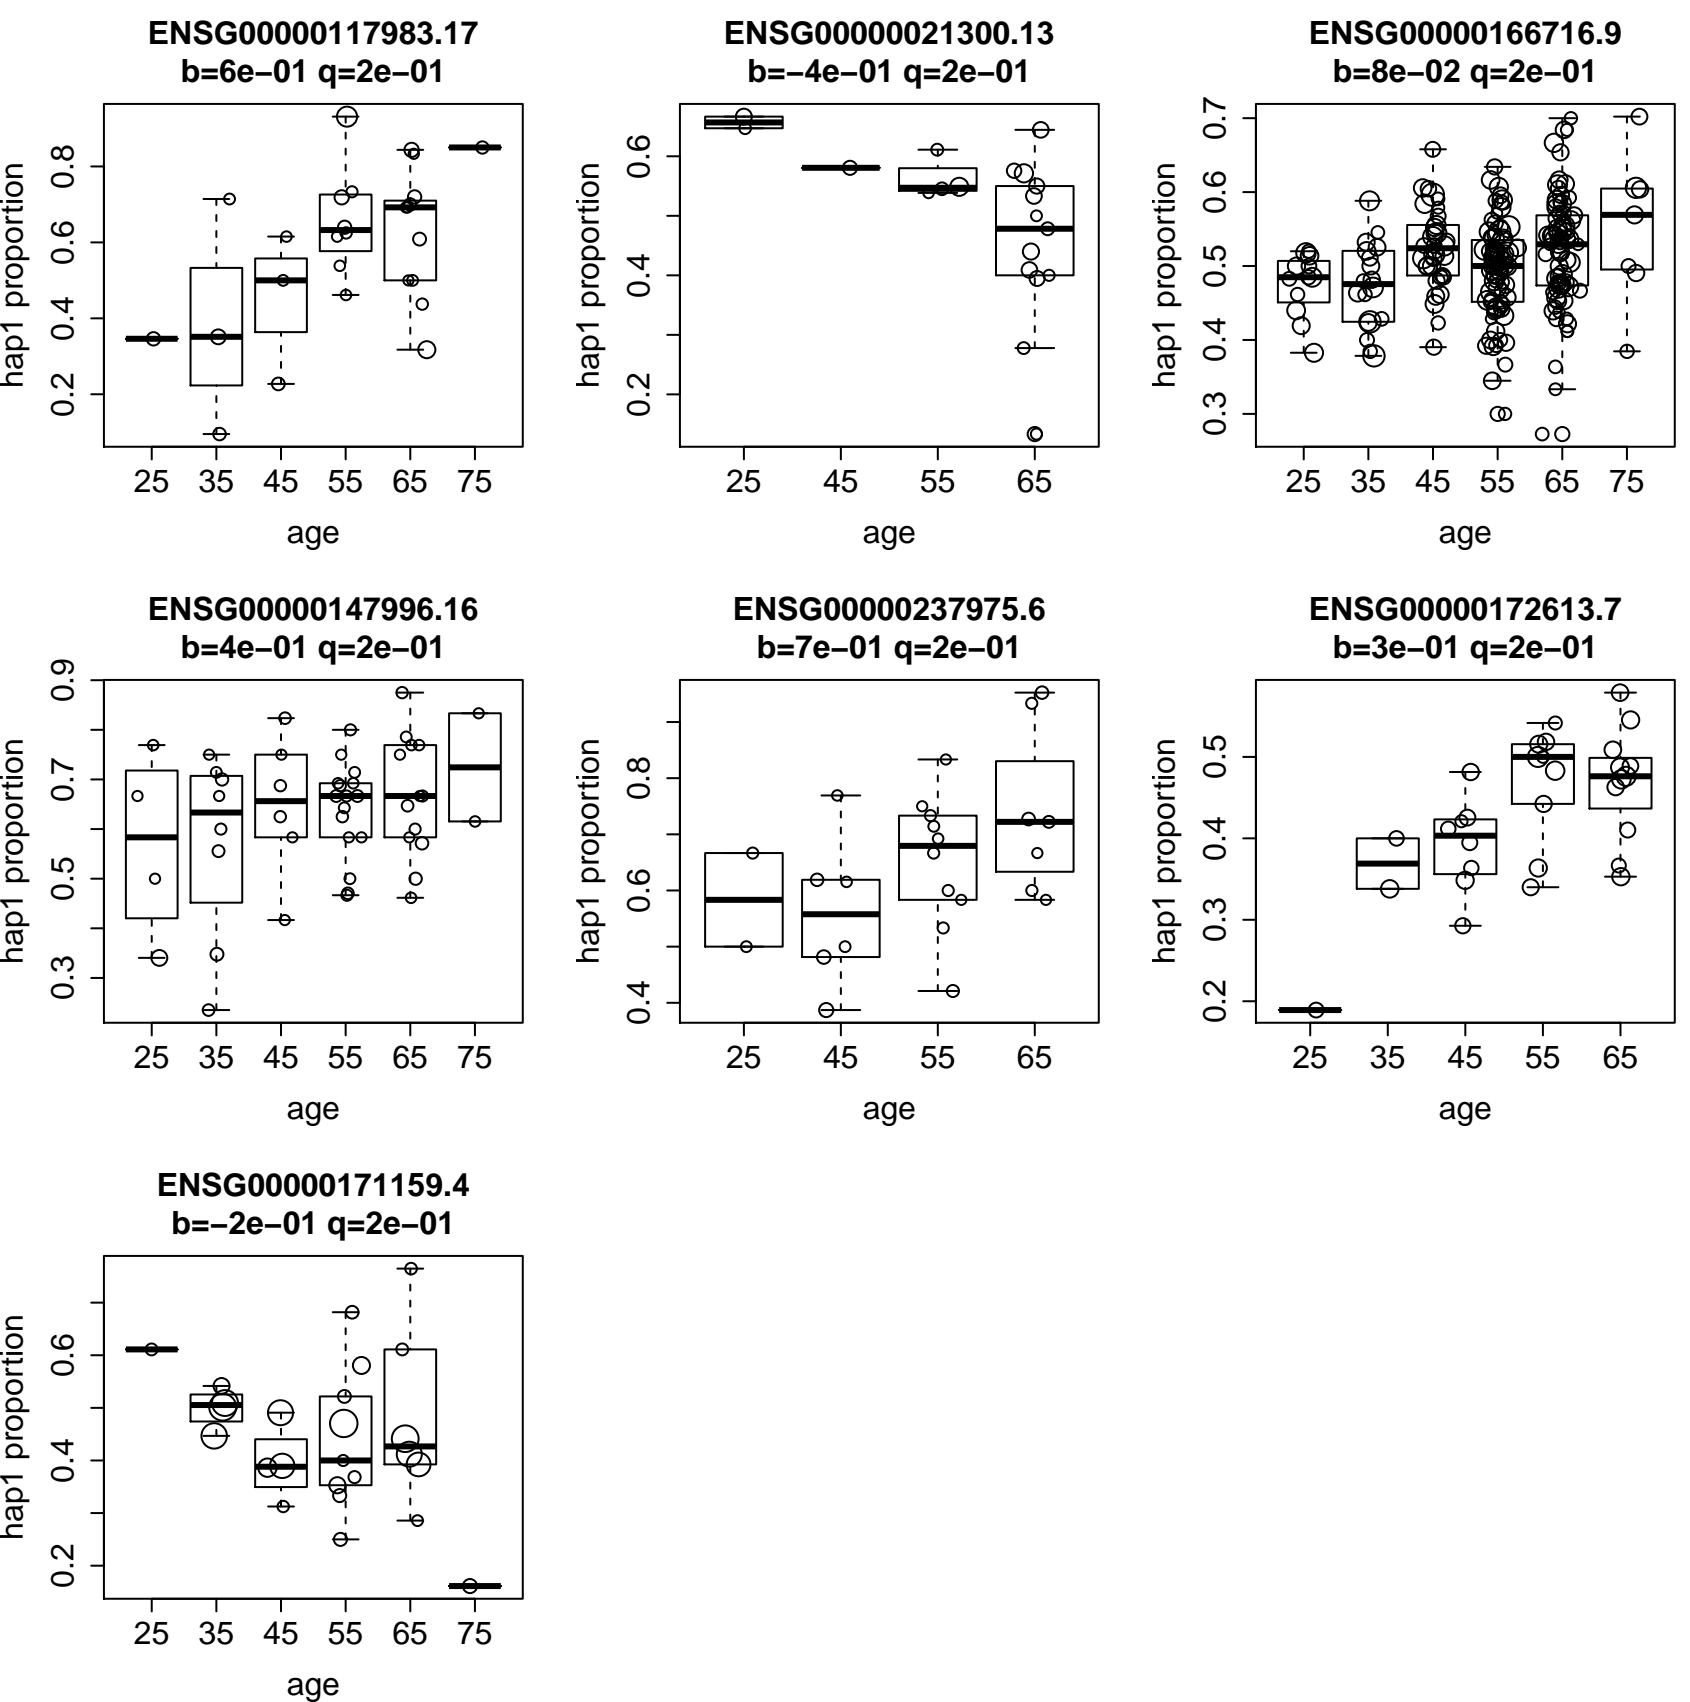 ENSG00000117983.17
b=6e−01 q=2e−01
hap1 proportion
0.2 0.4 0.6 0.8
25 35 45 55 65 75
age
ENSG00000021300.13
b=−4e−01 q=2e−01
hap1 proportion
0.2 0.4 0.6
25 45 55 65
age
ENSG00000166716.9
b=8e−02 q=2e−01
hap1 proportion
0.3 0.4 0.5 0.6 0.7
25 35 45 55 65 75
age
ENSG00000147996.16
b=4e−01 q=2e−01
hap1 proportion
0.3 0.5 0.7 0.9
25 35 45 55 65 75
age
ENSG00000237975.6
b=7e−01 q=2e−01
hap1 proportion
0.4 0.6 0.8
25 45 55 65
age
ENSG00000172613.7
b=3e−01 q=2e−01
hap1 proportion
0.2 0.3 0.4 0.5
25 35 45 55 65
age
ENSG00000171159.4
b=−2e−01 q=2e−01
hap1 proportion
0.2 0.4 0.6
25 35 45 55 65 75
age